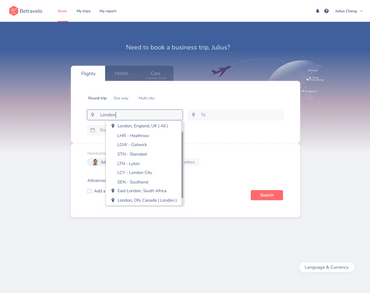 Betravelo
Book
My trips
My report
Julius Chang
Need to book a business trip, Julius?
Flights
Hotels
Cars
Round trip
One way
Multi-city
London
To
London, England, UK ( All )
LHR - Heathrow
LGW - Gatwick
STN - Stansted
LTN - Luton
LCY - London City
SEN - Southend
East London, South Africa
London, ON, Canada ( London )
Advanced
Add a
Search
Language & Currency